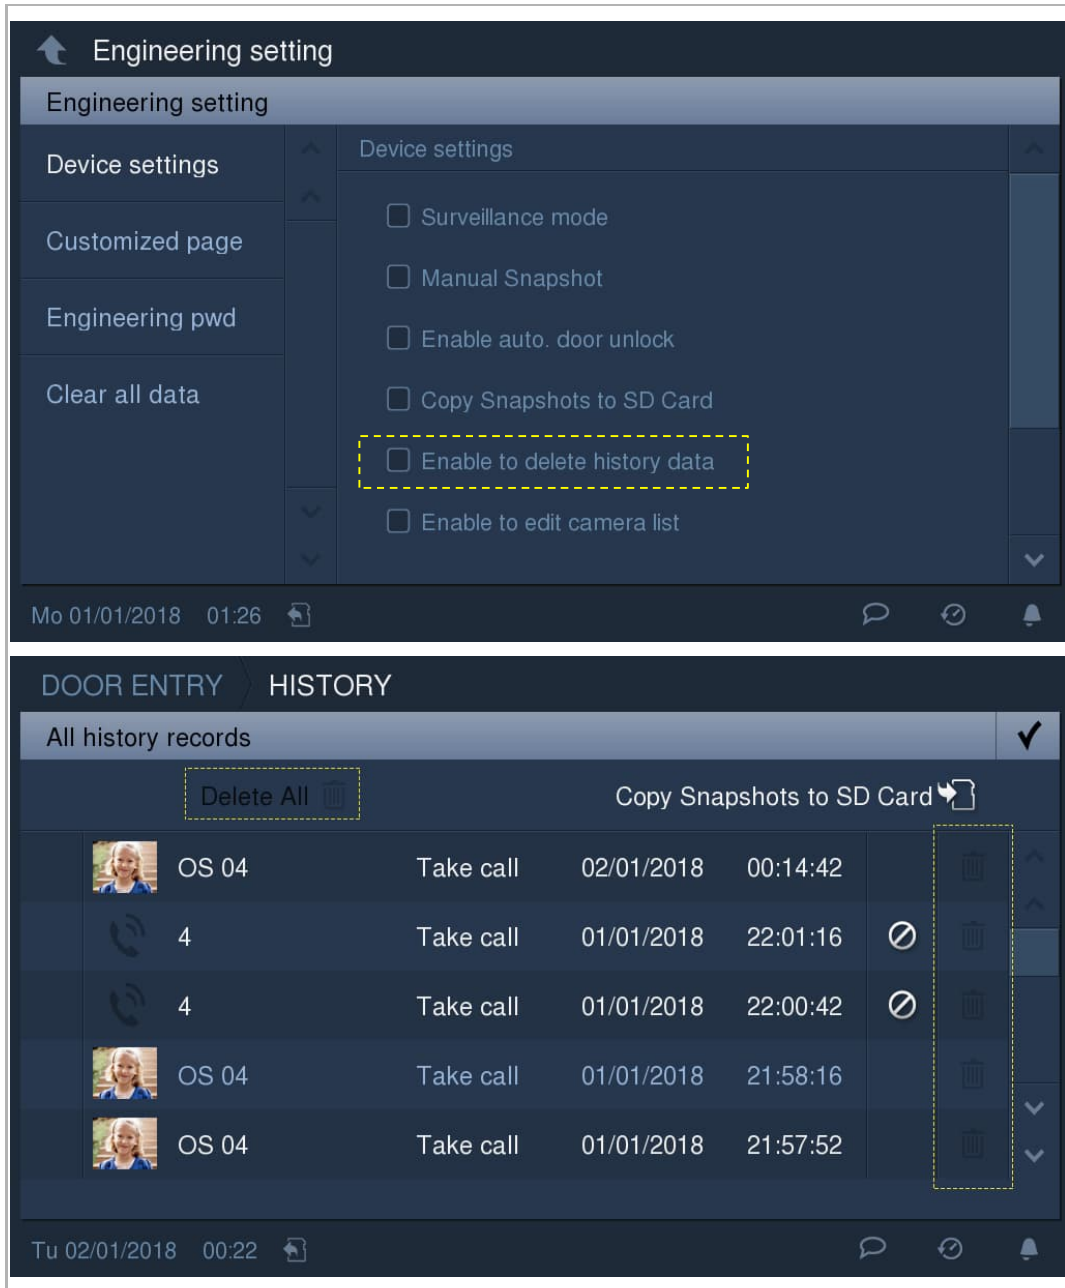 Engineering setting
Engineering setting
Device settings
Customized page
Engineering pwd
Clear all data
Device settings
Surveillance mode
Manual Snapshot
Enable auto. door unlock
Copy Snapshots to SD Card
Enable to delete history data
Enable to edit camera list
Mo 01/01/2018 01:26
DOOR ENTRY HISTORY
All history records
Delete All Copy Snapshots to SD Card
OS 04 Take call 02/01/2018 00:14:42
4 Take call 01/01/2018 22:01:16
4 Take call 01/01/2018 22:00:42
OS 04 Take call 01/01/2018 21:58:16
OS 04 Take call 01/01/2018 21:57:52
Tu 02/01/2018 00:22